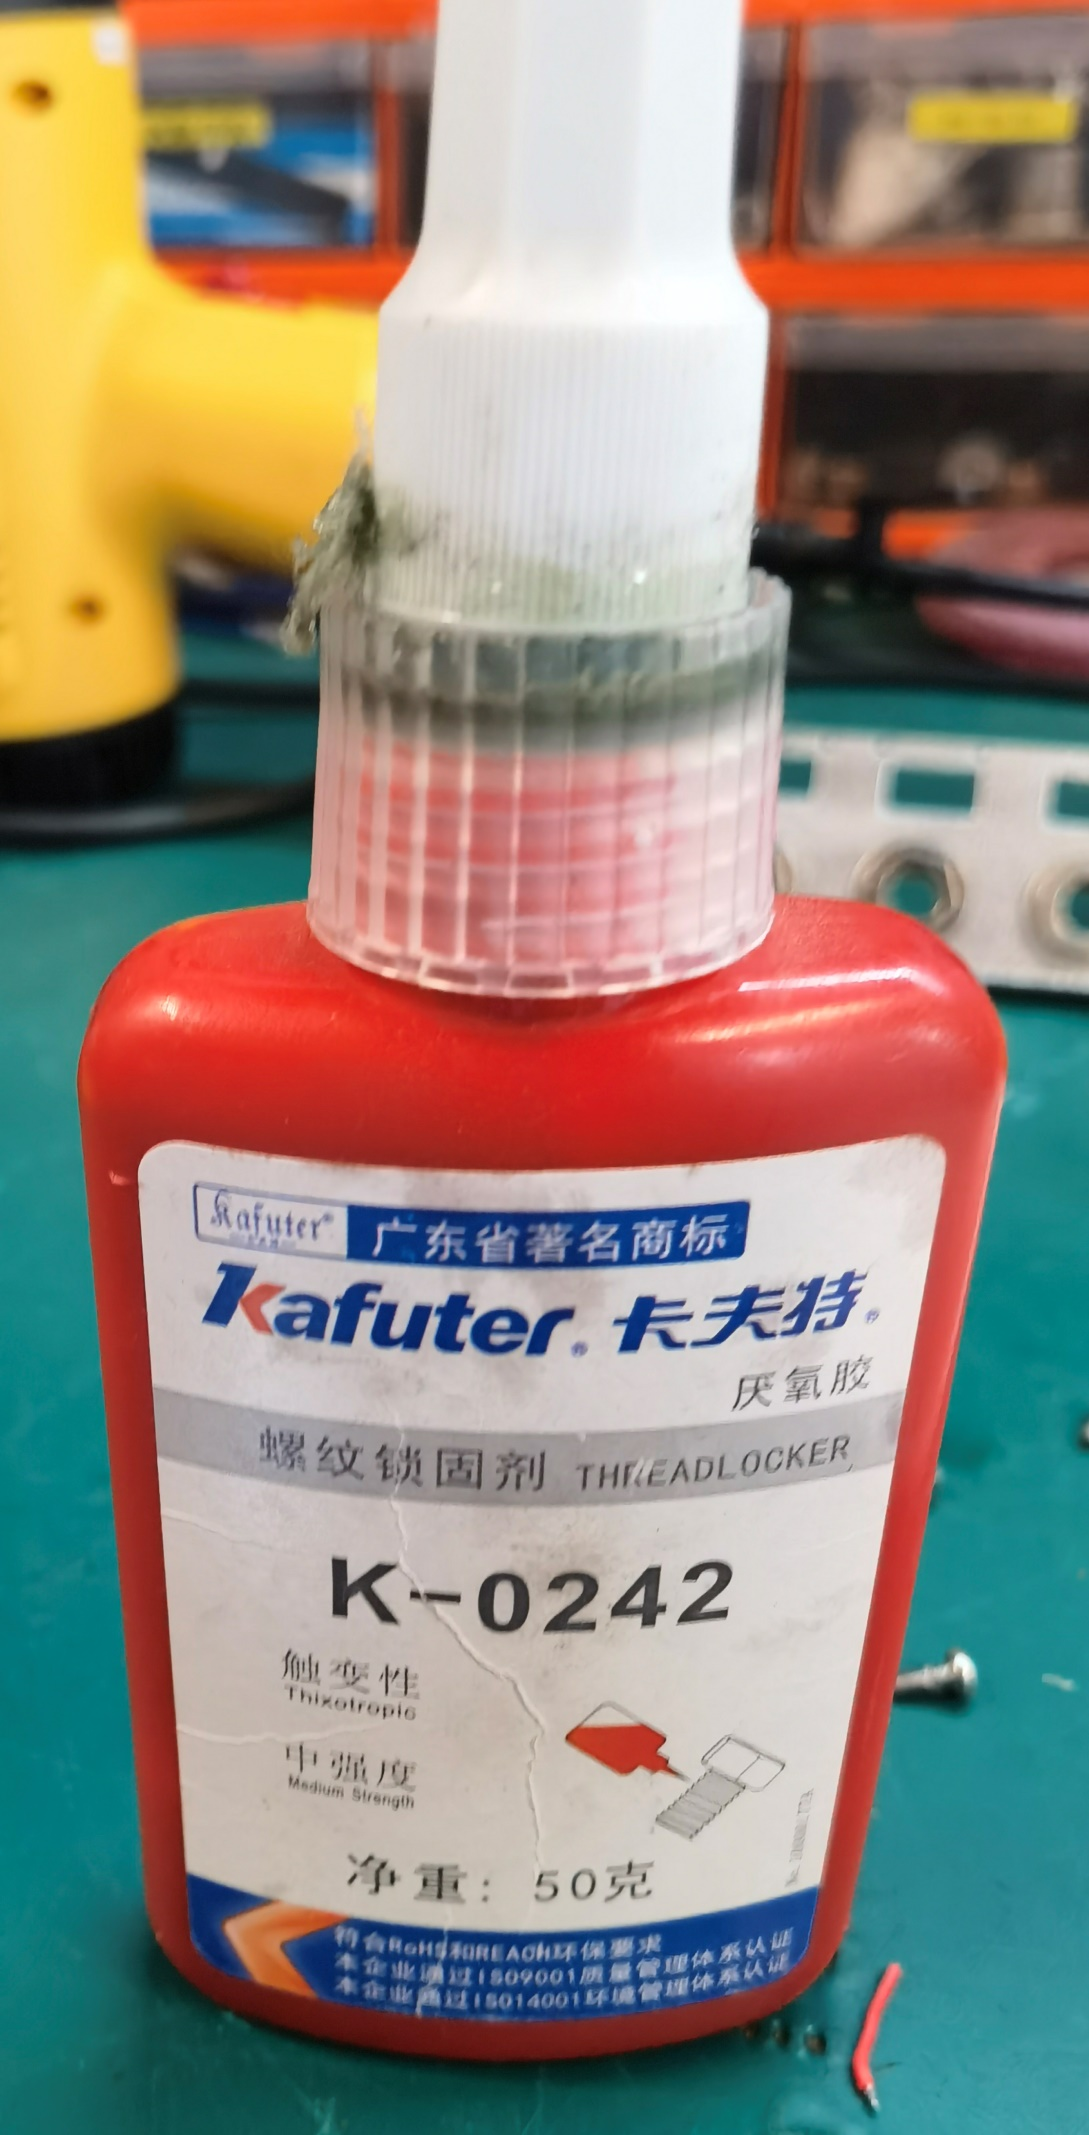 Kafuter® 广东省著名商标
Kafuter® 卡夫特®
厌氧胶
螺纹锁固剂 THREADLOCKER
K-0242
触变性
Thixotropic
中强度
Medium Strength
净重: 50克
符合RoHS和REACH环保要求
本企业通过ISO9001质量管理体系认证
本企业通过ISO14001环境管理体系认证